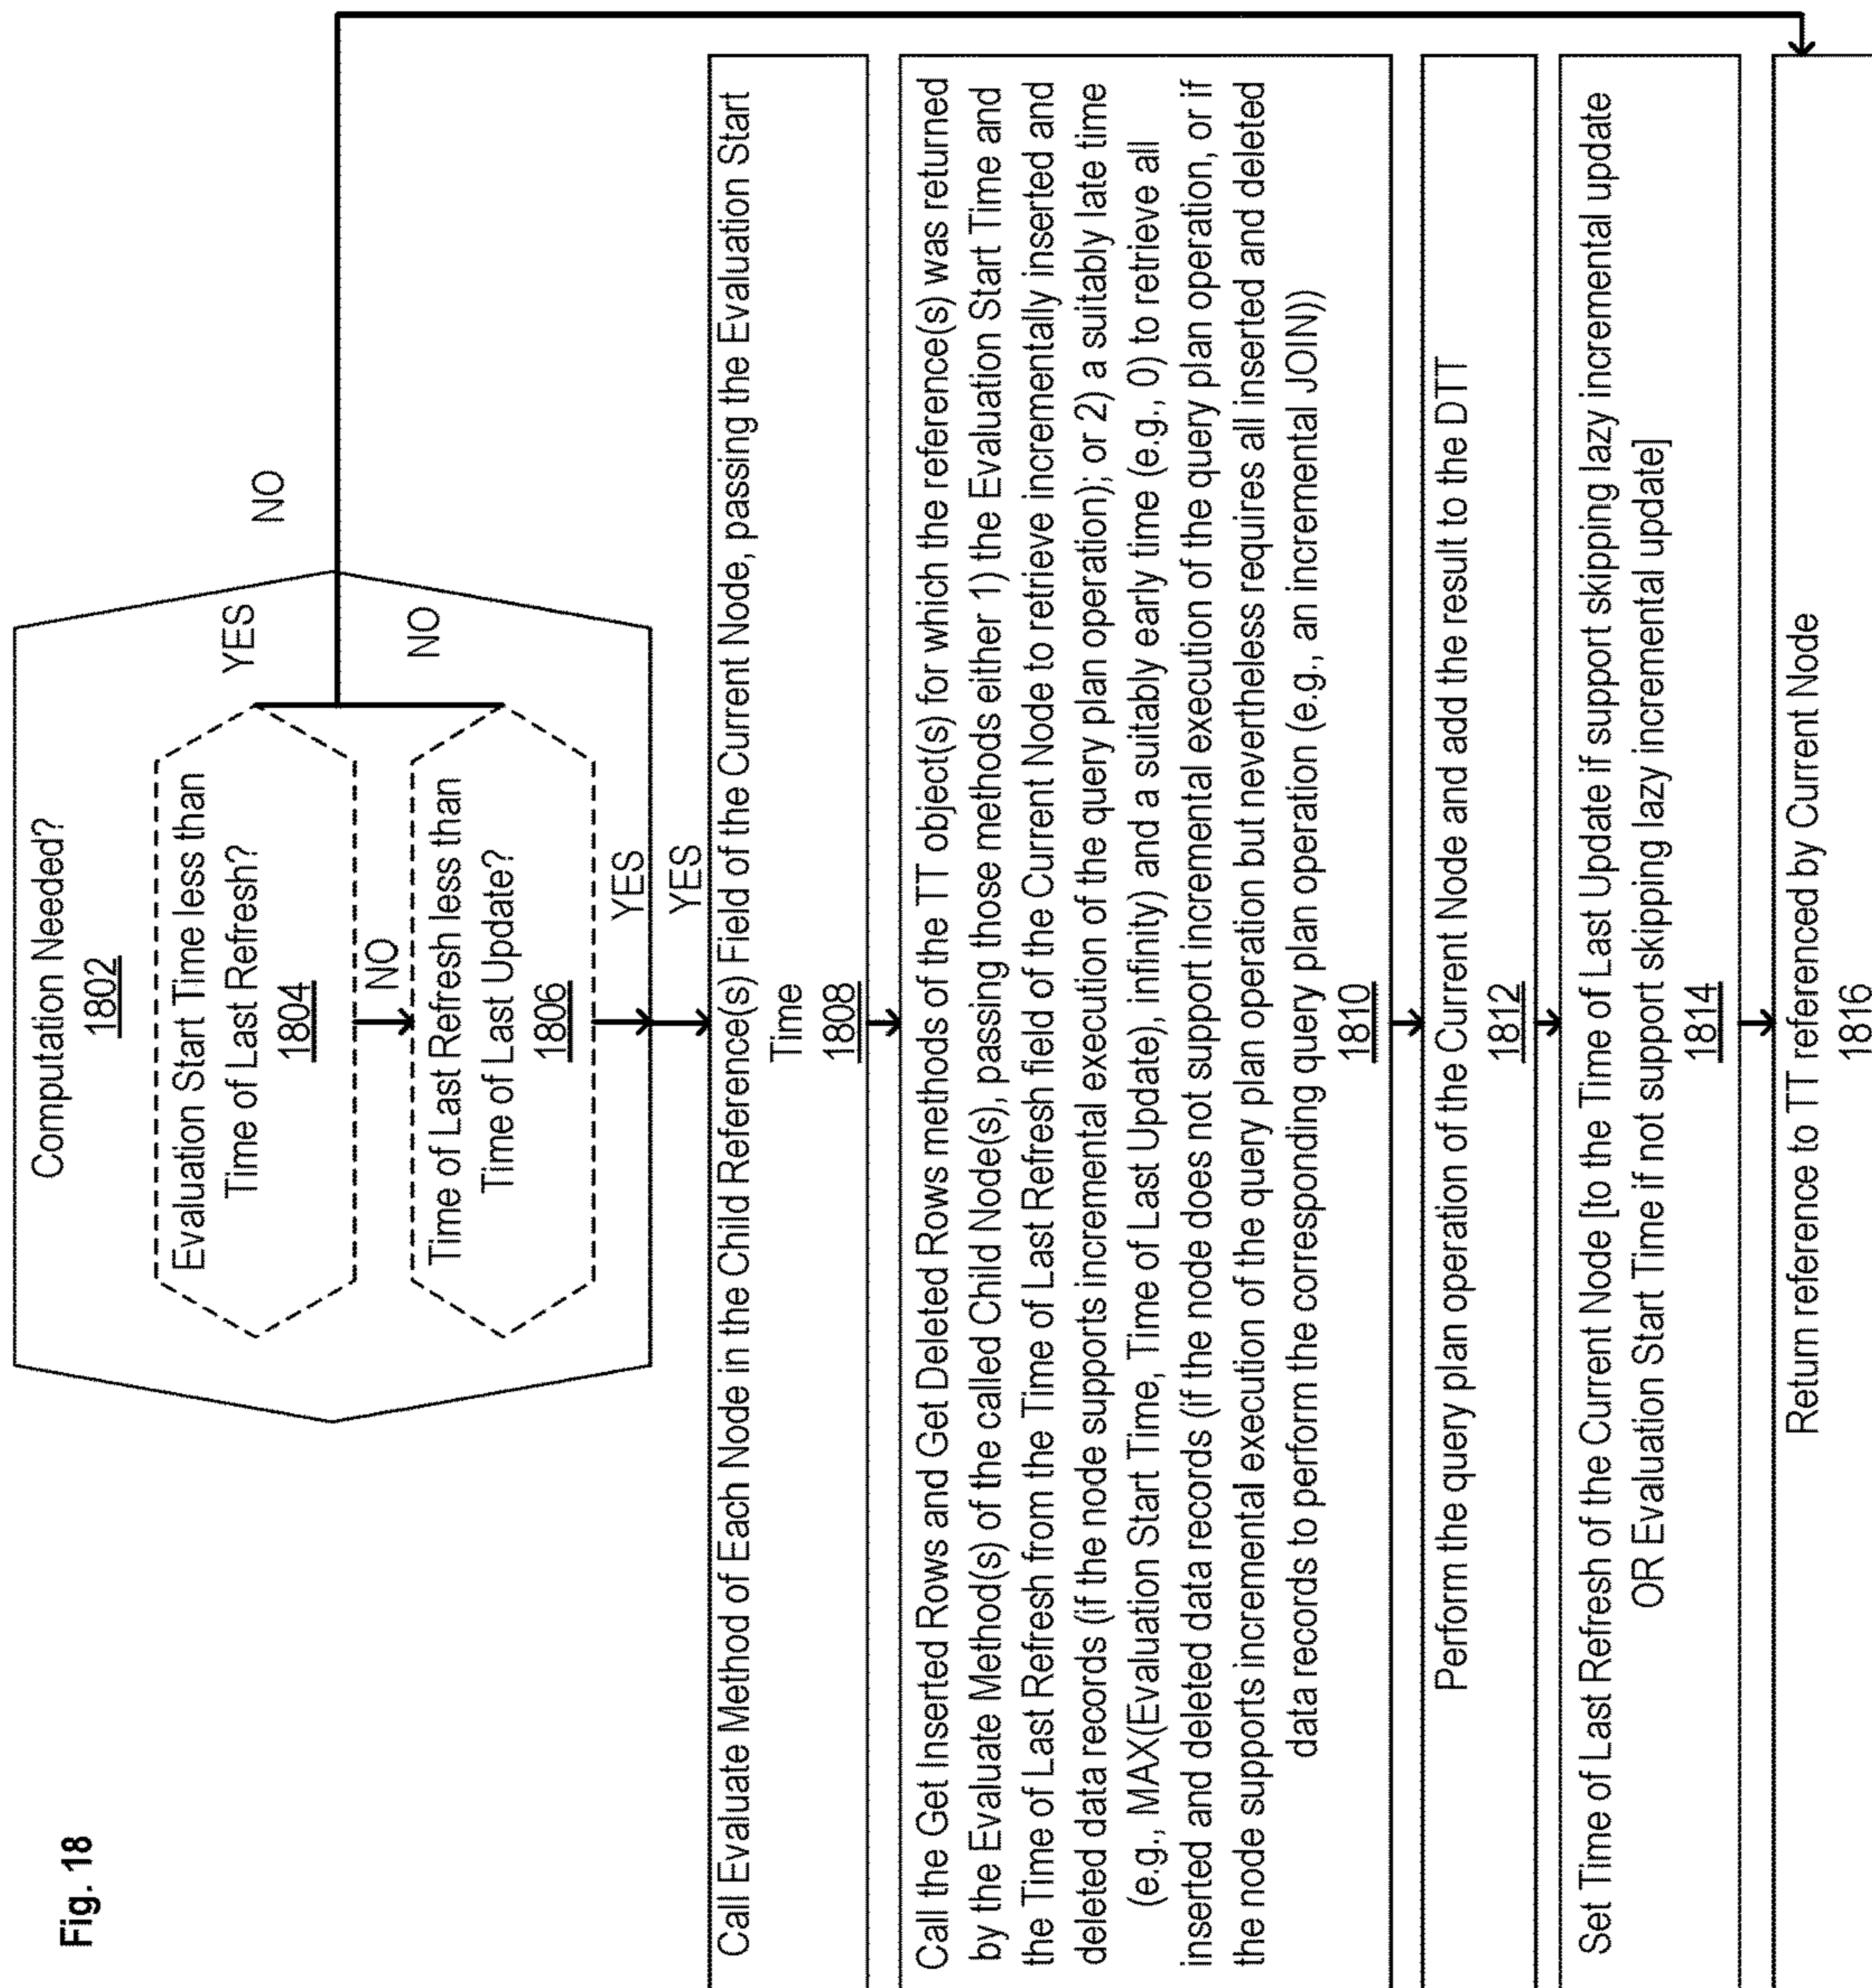 Fig. 18
Computation Needed?
1802
Evaluation Start Time less than
Time of Last Refresh?
1804
YES
NO
NO
Time of Last Refresh less than
Time of Last Update?
1806
NO
YES
YES
Call Evaluate Method of Each Node in the Child Reference(s) Field of the Current Node, passing the Evaluation Start
Time
1808
Call the Get Inserted Rows and Get Deleted Rows methods of the TT object(s) for which the reference(s) was returned
by the Evaluate Method(s) of the called Child Node(s), passing those methods either 1) the Evaluation Start Time and
the Time of Last Refresh from the Time of Last Refresh field of the Current Node to retrieve incrementally inserted and
deleted data records (if the node supports incremental execution of the query plan operation); or 2) a suitably late time
(e.g., MAX(Evaluation Start Time, Time of Last Update), infinity) and a suitably early time (e.g., 0) to retrieve all
inserted and deleted data records (if the node does not support incremental execution of the query plan operation, or if
the node supports incremental execution of the query plan operation but nevertheless requires all inserted and deleted
data records to perform the corresponding query plan operation (e.g., an incremental JOIN))
1810
Perform the query plan operation of the Current Node and add the result to the DTT
1812
Set Time of Last Refresh of the Current Node [to the Time of Last Update if support skipping lazy incremental update
OR Evaluation Start Time if not support skipping lazy incremental update]
1814
Return reference to TT referenced by Current Node
1816